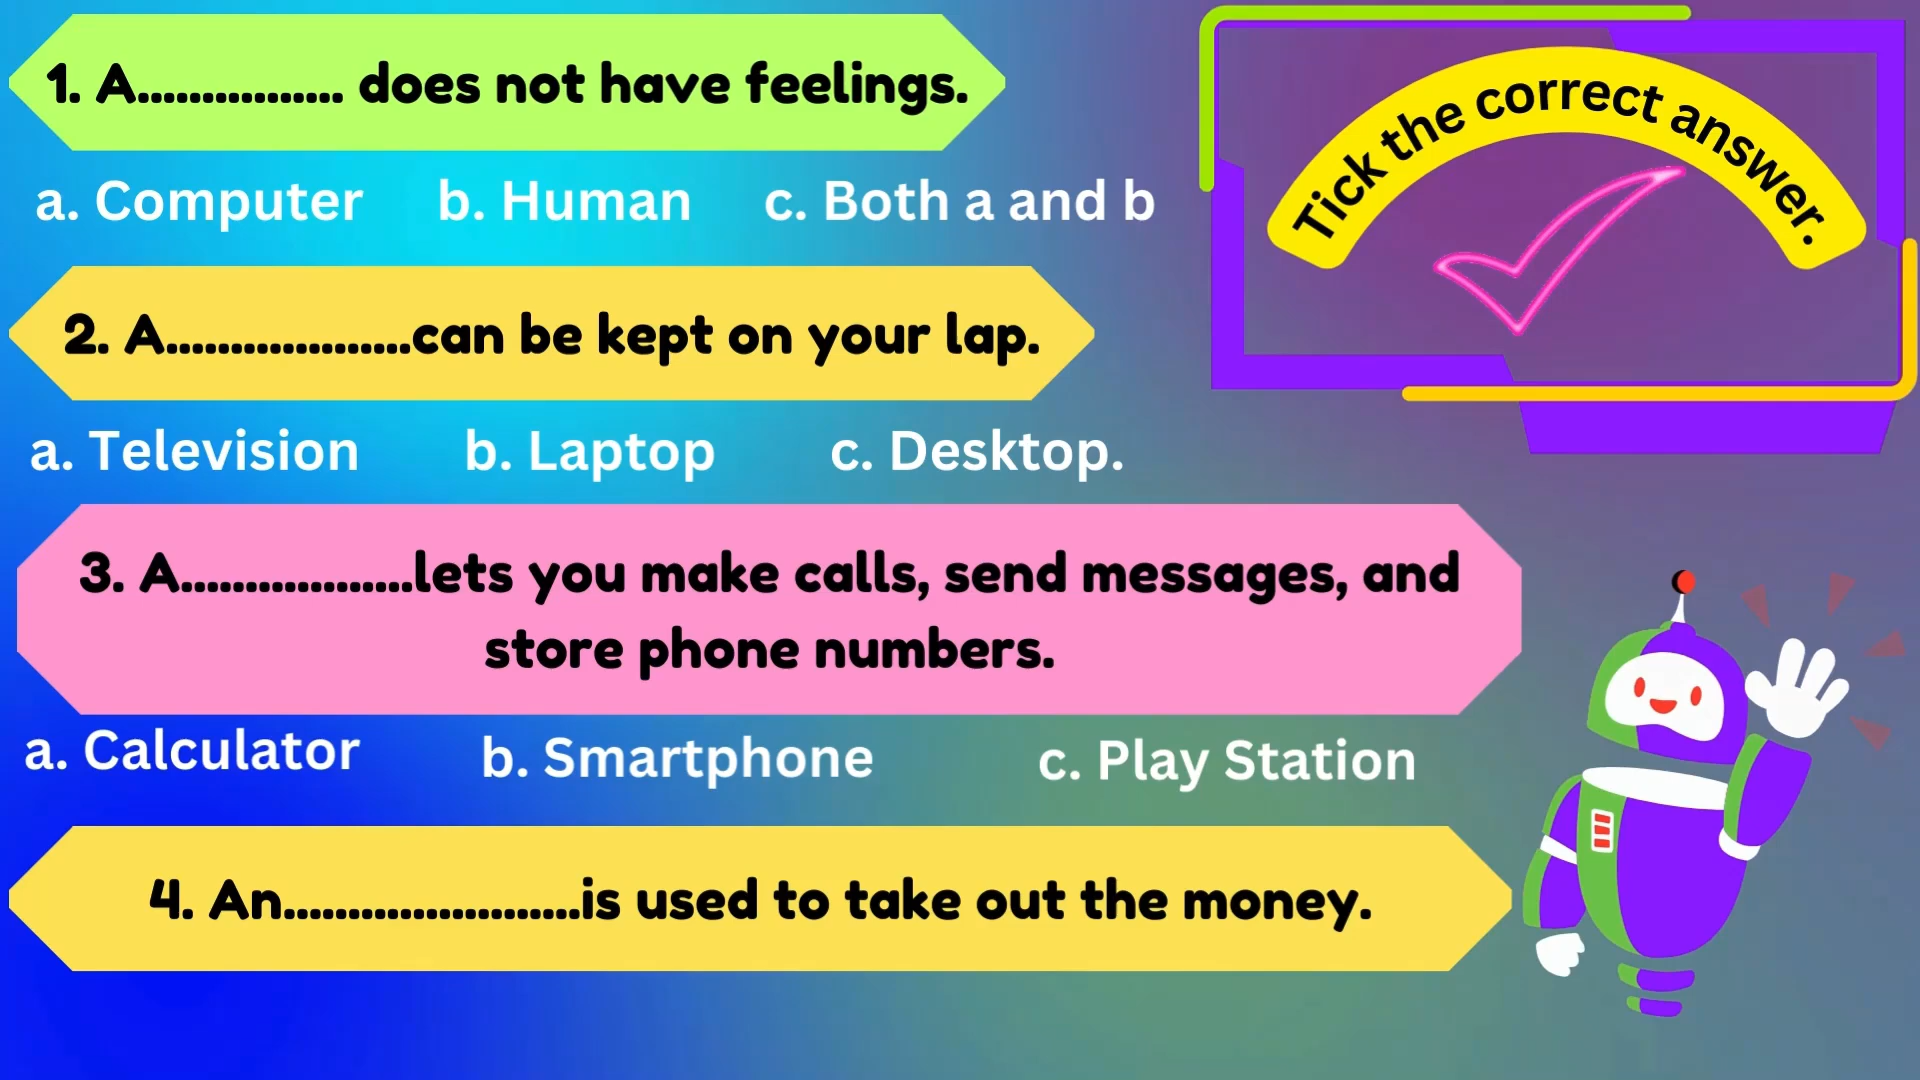 1. A................ does not have feelings.
a. Computer b. Human c. Both a and b
Tick the correct answer.
2. A...................can be kept on your lap.
a. Television b. Laptop c. Desktop.
3. A..................lets you make calls, send messages, and
store phone numbers.
a. Calculator b. Smartphone c. Play Station
4. An.......................is used to take out the money.